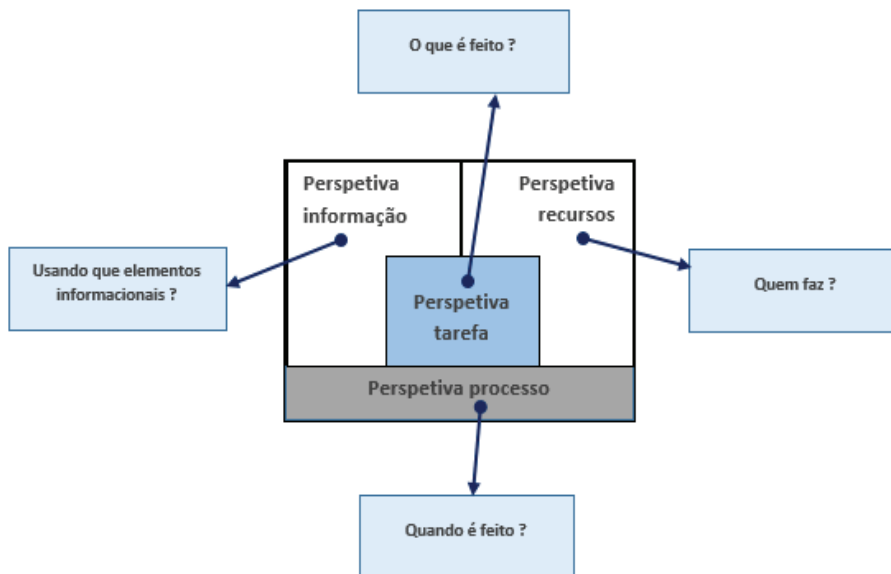 O que é feito ?
Perspetiva
informação
Perspetiva
recursos
Usando que elementos
informacionais ?
Quem faz ?
Perspetiva
tarefa
Perspetiva processo
Quando é feito ?